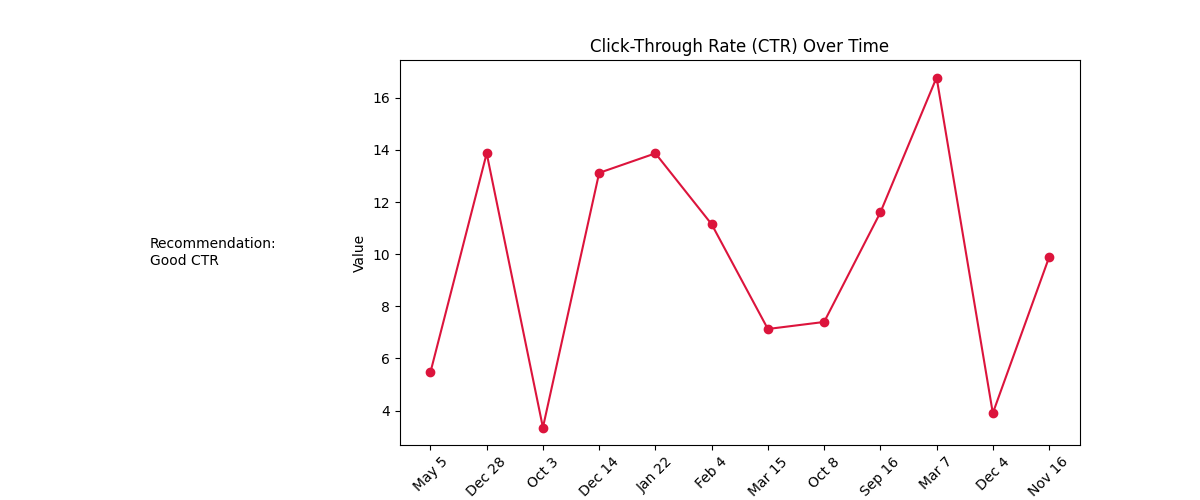 Click-Through Rate (CTR) Over Time
Recommendation:
Good CTR
Value
16
14
12
10
8
6
4
May 5
Dec 28
Oct 3
Dec 14
Jan 22
Feb 4
Mar 15
Oct 8
Sep 16
Mar 7
Dec 4
Nov 16